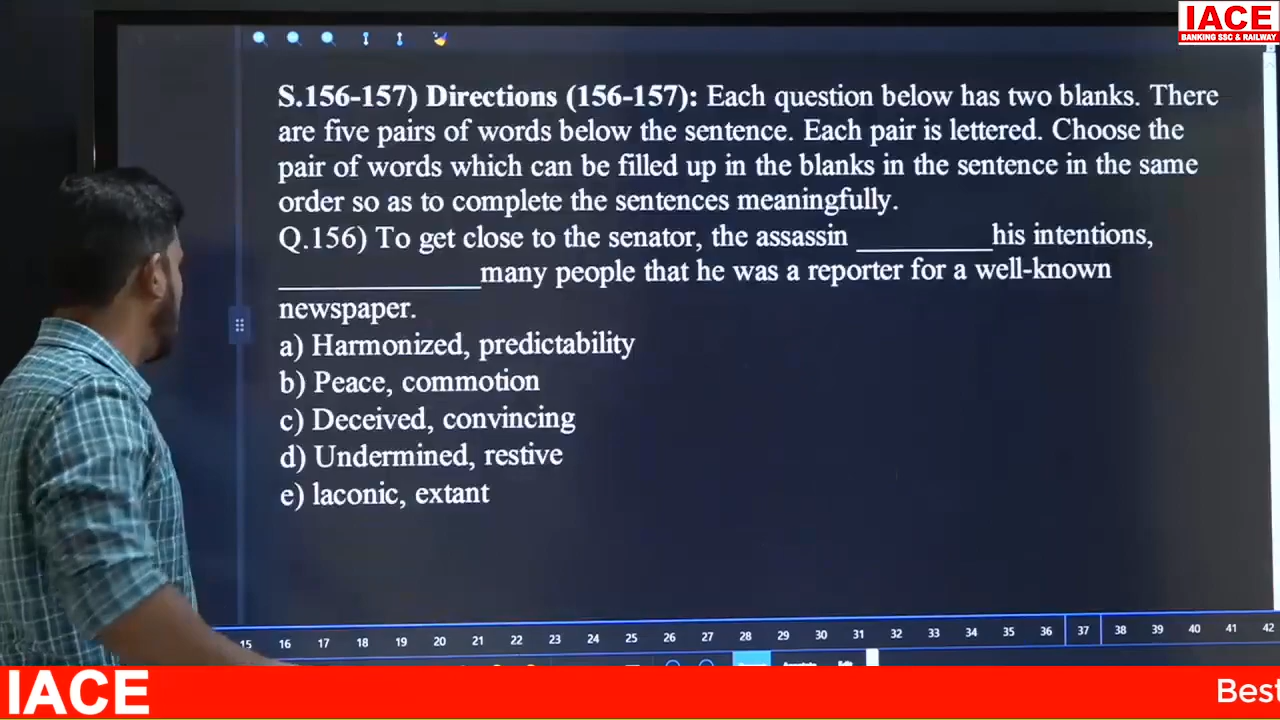 IACE
BANKING SSC & RAILWAY
S.156-157) Directions (156-157): Each question below has two blanks. There
are five pairs of words below the sentence. Each pair is lettered. Choose the
pair of words which can be filled up in the blanks in the sentence in the same
order so as to complete the sentences meaningfully.
Q.156) To get close to the senator, the assassin _________his intentions,
_____________many people that he was a reporter for a well-known
newspaper.
a) Harmonized, predictability
b) Peace, commotion
c) Deceived, convincing
d) Undermined, restive
e) laconic, extant
15 16 17 18 19 20 21 22 23 24 25 26 27 28 29 30 31 32 33 34 35 36 37 38 39 40 41 42
IACE
Best